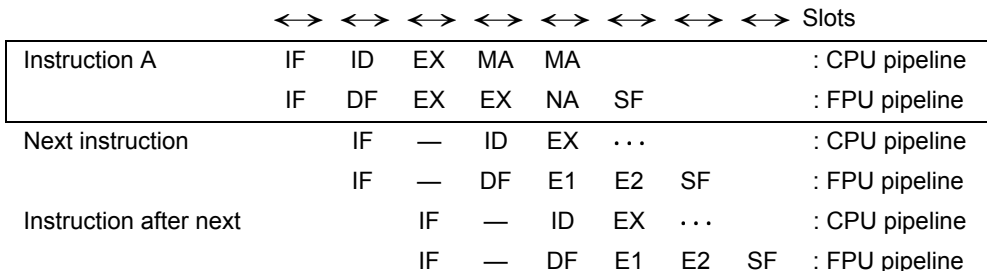 Slots
Instruction A IF ID EX MA MA : CPU pipeline
IF DF EX EX NA SF : FPU pipeline
Next instruction IF — ID EX ··· : CPU pipeline
IF — DF E1 E2 SF : FPU pipeline
Instruction after next IF — ID EX ··· : CPU pipeline
IF — DF E1 E2 SF : FPU pipeline